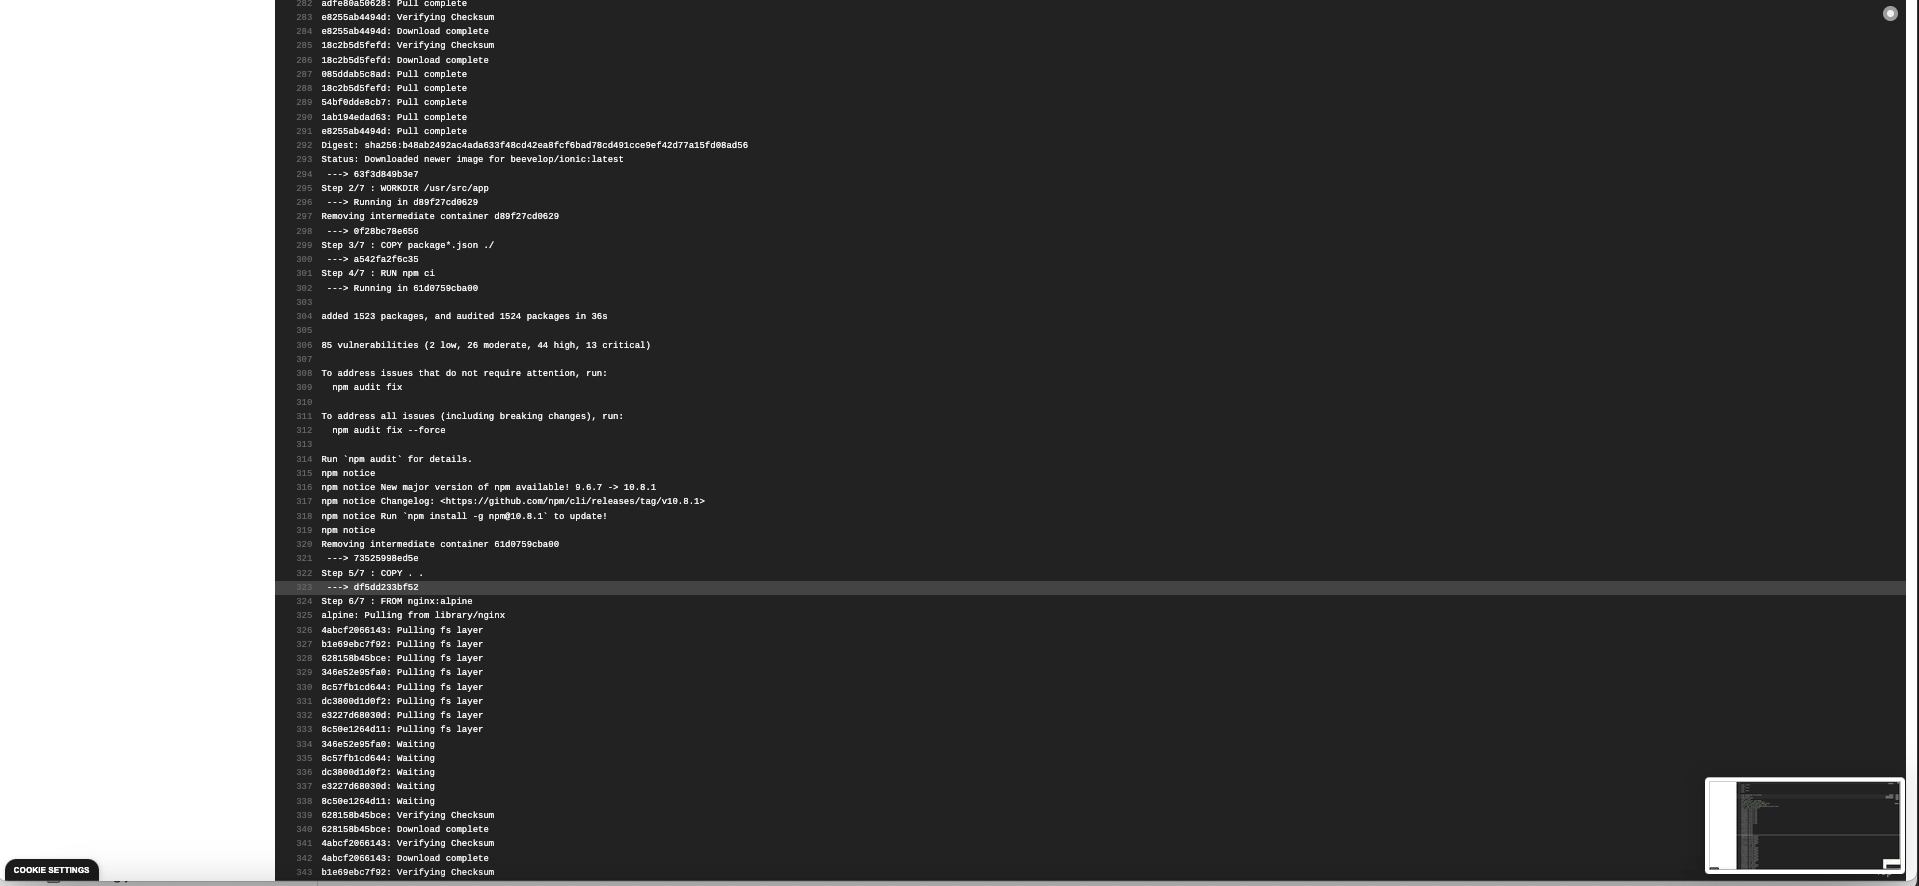 282 adfe80a50628: Pull complete
283 e8255ab4494d: Verifying Checksum
284 e8255ab4494d: Download complete
285 18c2b5d5fefd: Verifying Checksum
286 18c2b5d5fefd: Download complete
287 085ddab5c8ad: Pull complete
288 18c2b5d5fefd: Pull complete
289 54bf0dde8cb7: Pull complete
290 1ab194edad63: Pull complete
291 e8255ab4494d: Pull complete
292 Digest: sha256:b48ab2492ac4ada633f48cd42ea8fcf6bad78cd491cce9ef42d77a15fd08ad56
293 Status: Downloaded newer image for beevelop/ionic:latest
294 ---> 63f3d849b3e7
295 Step 2/7 : WORKDIR /usr/src/app
296 ---> Running in d89f27cd0629
297 Removing intermediate container d89f27cd0629
298 ---> 0f28bc78e656
299 Step 3/7 : COPY package*.json ./
300 ---> a542fa2f6c35
301 Step 4/7 : RUN npm ci
302 ---> Running in 61d0759cba00
303
304 added 1523 packages, and audited 1524 packages in 36s
305
306 85 vulnerabilities (2 low, 26 moderate, 44 high, 13 critical)
307
308 To address issues that do not require attention, run:
309 npm audit fix
310
311 To address all issues (including breaking changes), run:
312 npm audit fix --force
313
314 Run `npm audit` for details.
315 npm notice
316 npm notice New major version of npm available! 9.6.7 -> 10.8.1
317 npm notice Changelog: <https://github.com/npm/cli/releases/tag/v10.8.1>
318 npm notice Run `npm install -g npm@10.8.1` to update!
319 npm notice
320 Removing intermediate container 61d0759cba00
321 ---> 73525998ed5e
322 Step 5/7 : COPY . .
323 ---> df5dd233bf52
324 Step 6/7 : FROM nginx:alpine
325 alpine: Pulling from library/nginx
326 4abcf2066143: Pulling fs layer
327 b1e69ebc7f92: Pulling fs layer
328 628158b45bce: Pulling fs layer
329 346e52e95fa0: Pulling fs layer
330 8c57fb1cd644: Pulling fs layer
331 dc3800d1d0f2: Pulling fs layer
332 e3227d68030d: Pulling fs layer
333 8c50e1264d11: Pulling fs layer
334 346e52e95fa0: Waiting
335 8c57fb1cd644: Waiting
336 dc3800d1d0f2: Waiting
337 e3227d68030d: Waiting
338 8c50e1264d11: Waiting
339 628158b45bce: Verifying Checksum
340 628158b45bce: Download complete
341 4abcf2066143: Verifying Checksum
342 4abcf2066143: Download complete
343 b1e69ebc7f92: Verifying Checksum
COOKIE SETTINGS